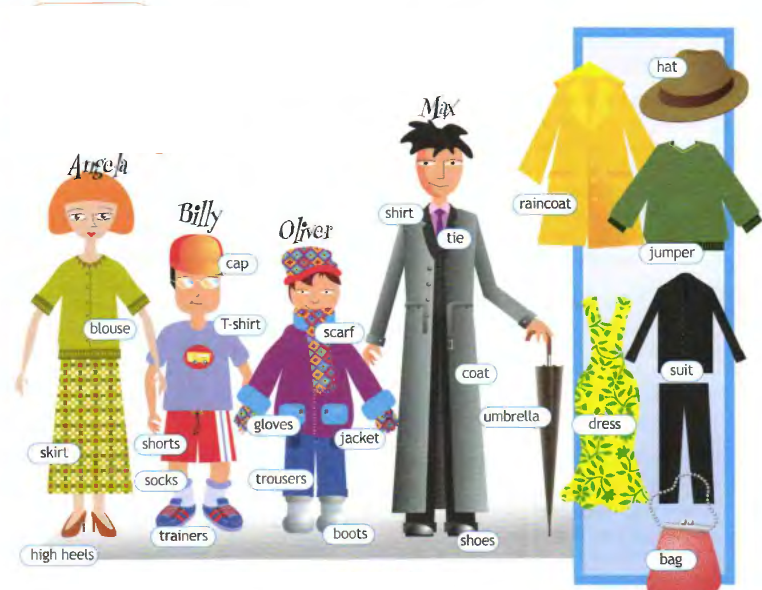 Angela
blouse
skirt
high heels
Billy
cap
T-shirt
shorts
socks
trainers
Oliver
scarf
gloves
jacket
trousers
boots
Max
shirt
tie
coat
umbrella
shoes
hat
raincoat
jumper
suit
dress
bag